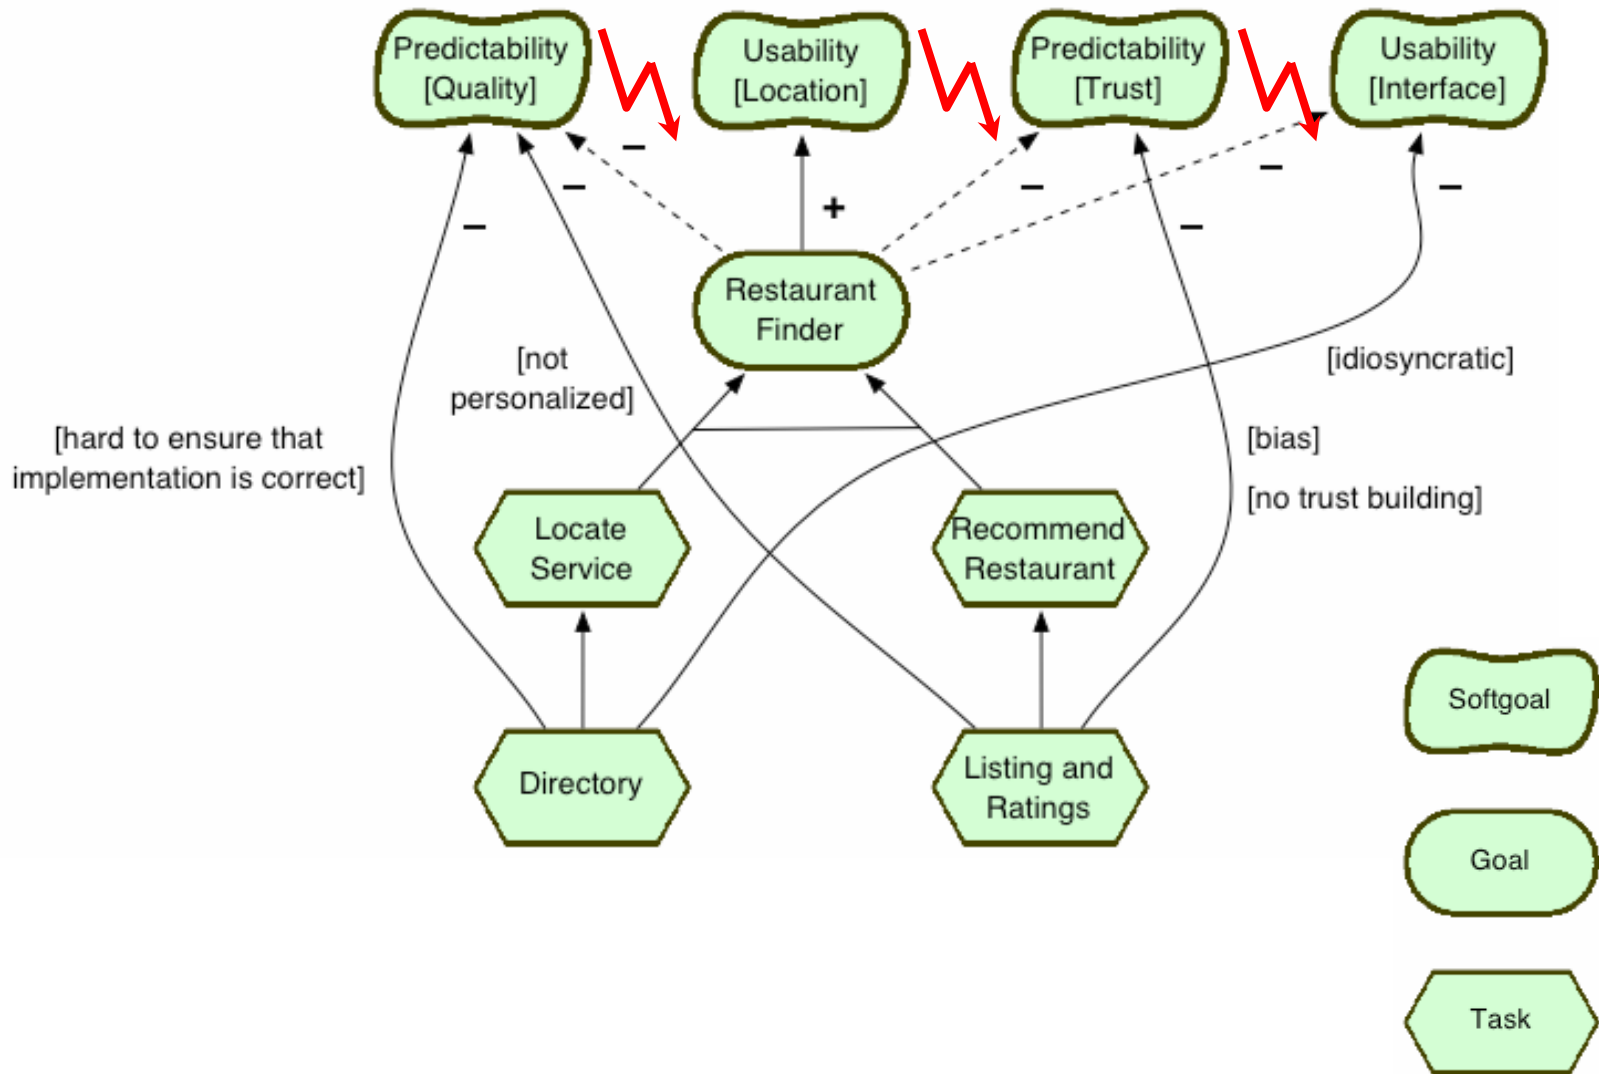 Predictability
[Quality]
Usability
[Location]
Predictability
[Trust]
Usability
[Interface]
–
–
–
+
–
–
–
–
Restaurant
Finder
[not
personalized]
[idiosyncratic]
[hard to ensure that
implementation is correct]
[bias]
[no trust building]
Locate
Service
Recommend
Restaurant
Directory
Listing and
Ratings
Softgoal
Goal
Task